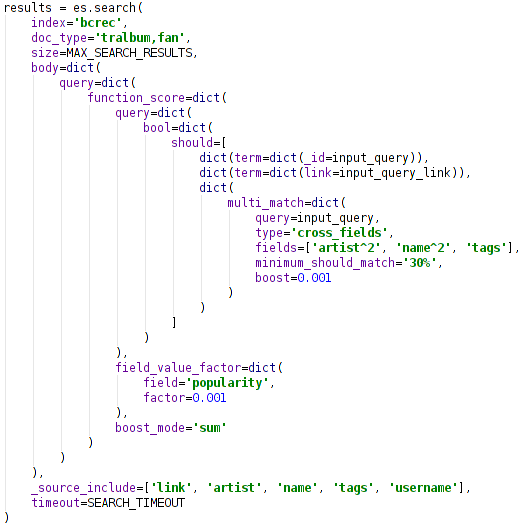 results = es.search(
    index='bcrec',
    doc_type='tralbum,fan',
    size=MAX_SEARCH_RESULTS,
    body=dict(
        query=dict(
            function_score=dict(
                query=dict(
                    bool=dict(
                        should=[
                            dict(term=dict(_id=input_query)),
                            dict(term=dict(link=input_query_link)),
                            dict(
                                multi_match=dict(
                                    query=input_query,
                                    type='cross_fields',
                                    fields=['artist^2', 'name^2', 'tags'],
                                    minimum_should_match='30%',
                                    boost=0.001
                                )
                            )
                        ]
                    )
                ),
                field_value_factor=dict(
                    field='popularity',
                    factor=0.001
                ),
                boost_mode='sum'
            )
        )
    ),
    _source_include=['link', 'artist', 'name', 'tags', 'username'],
    timeout=SEARCH_TIMEOUT
)